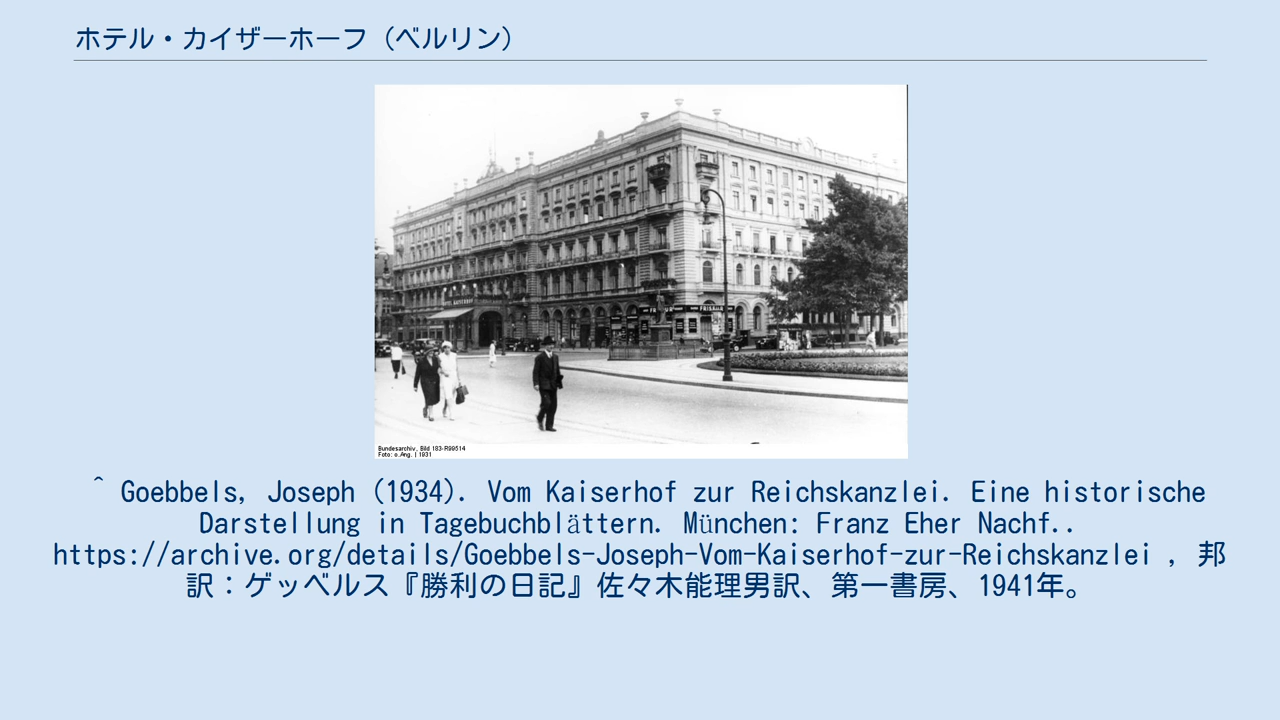 ホテル・カイザーホーフ（ベルリン）
KAISERHOF
FRISEUR
Bundesarchiv, Bild 183-R99514
Foto: o.Ang. | 1931
^ Goebbels, Joseph (1934). Vom Kaiserhof zur Reichskanzlei. Eine historische
Darstellung in Tagebuchblättern. München: Franz Eher Nachf..
https://archive.org/details/Goebbels-Joseph-Vom-Kaiserhof-zur-Reichskanzlei , 邦
訳：ゲッベルス『勝利の日記』佐々木能理男訳、第一書房、1941年。